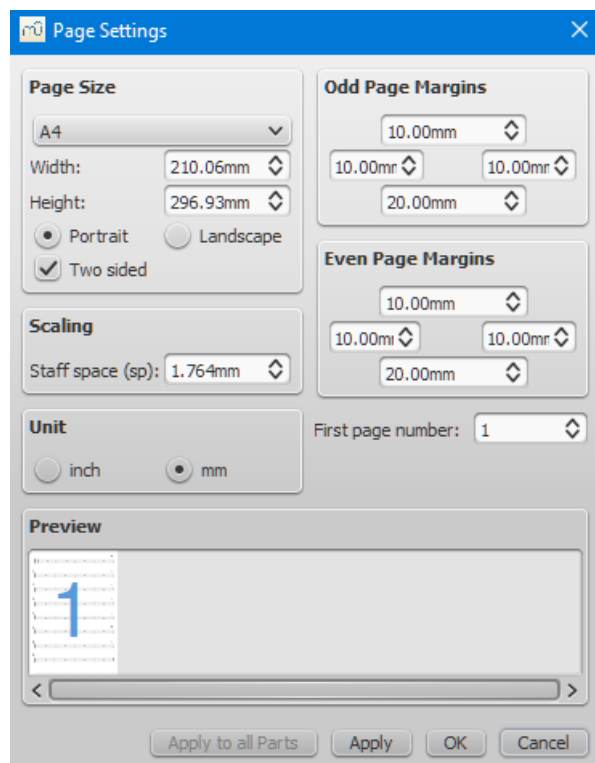 mû Page Settings
Page Size
A4
Width: 210.06mm
Height: 296.93mm
Portrait Landscape
Two sided
Scaling
Staff space (sp): 1.764mm
Unit
inch mm
Odd Page Margins
10.00mm
10.00mr 10.00mr
20.00mm
Even Page Margins
10.00mm
10.00mı 10.00mr
20.00mm
First page number: 1
Preview
1
Apply to all Parts Apply OK Cancel